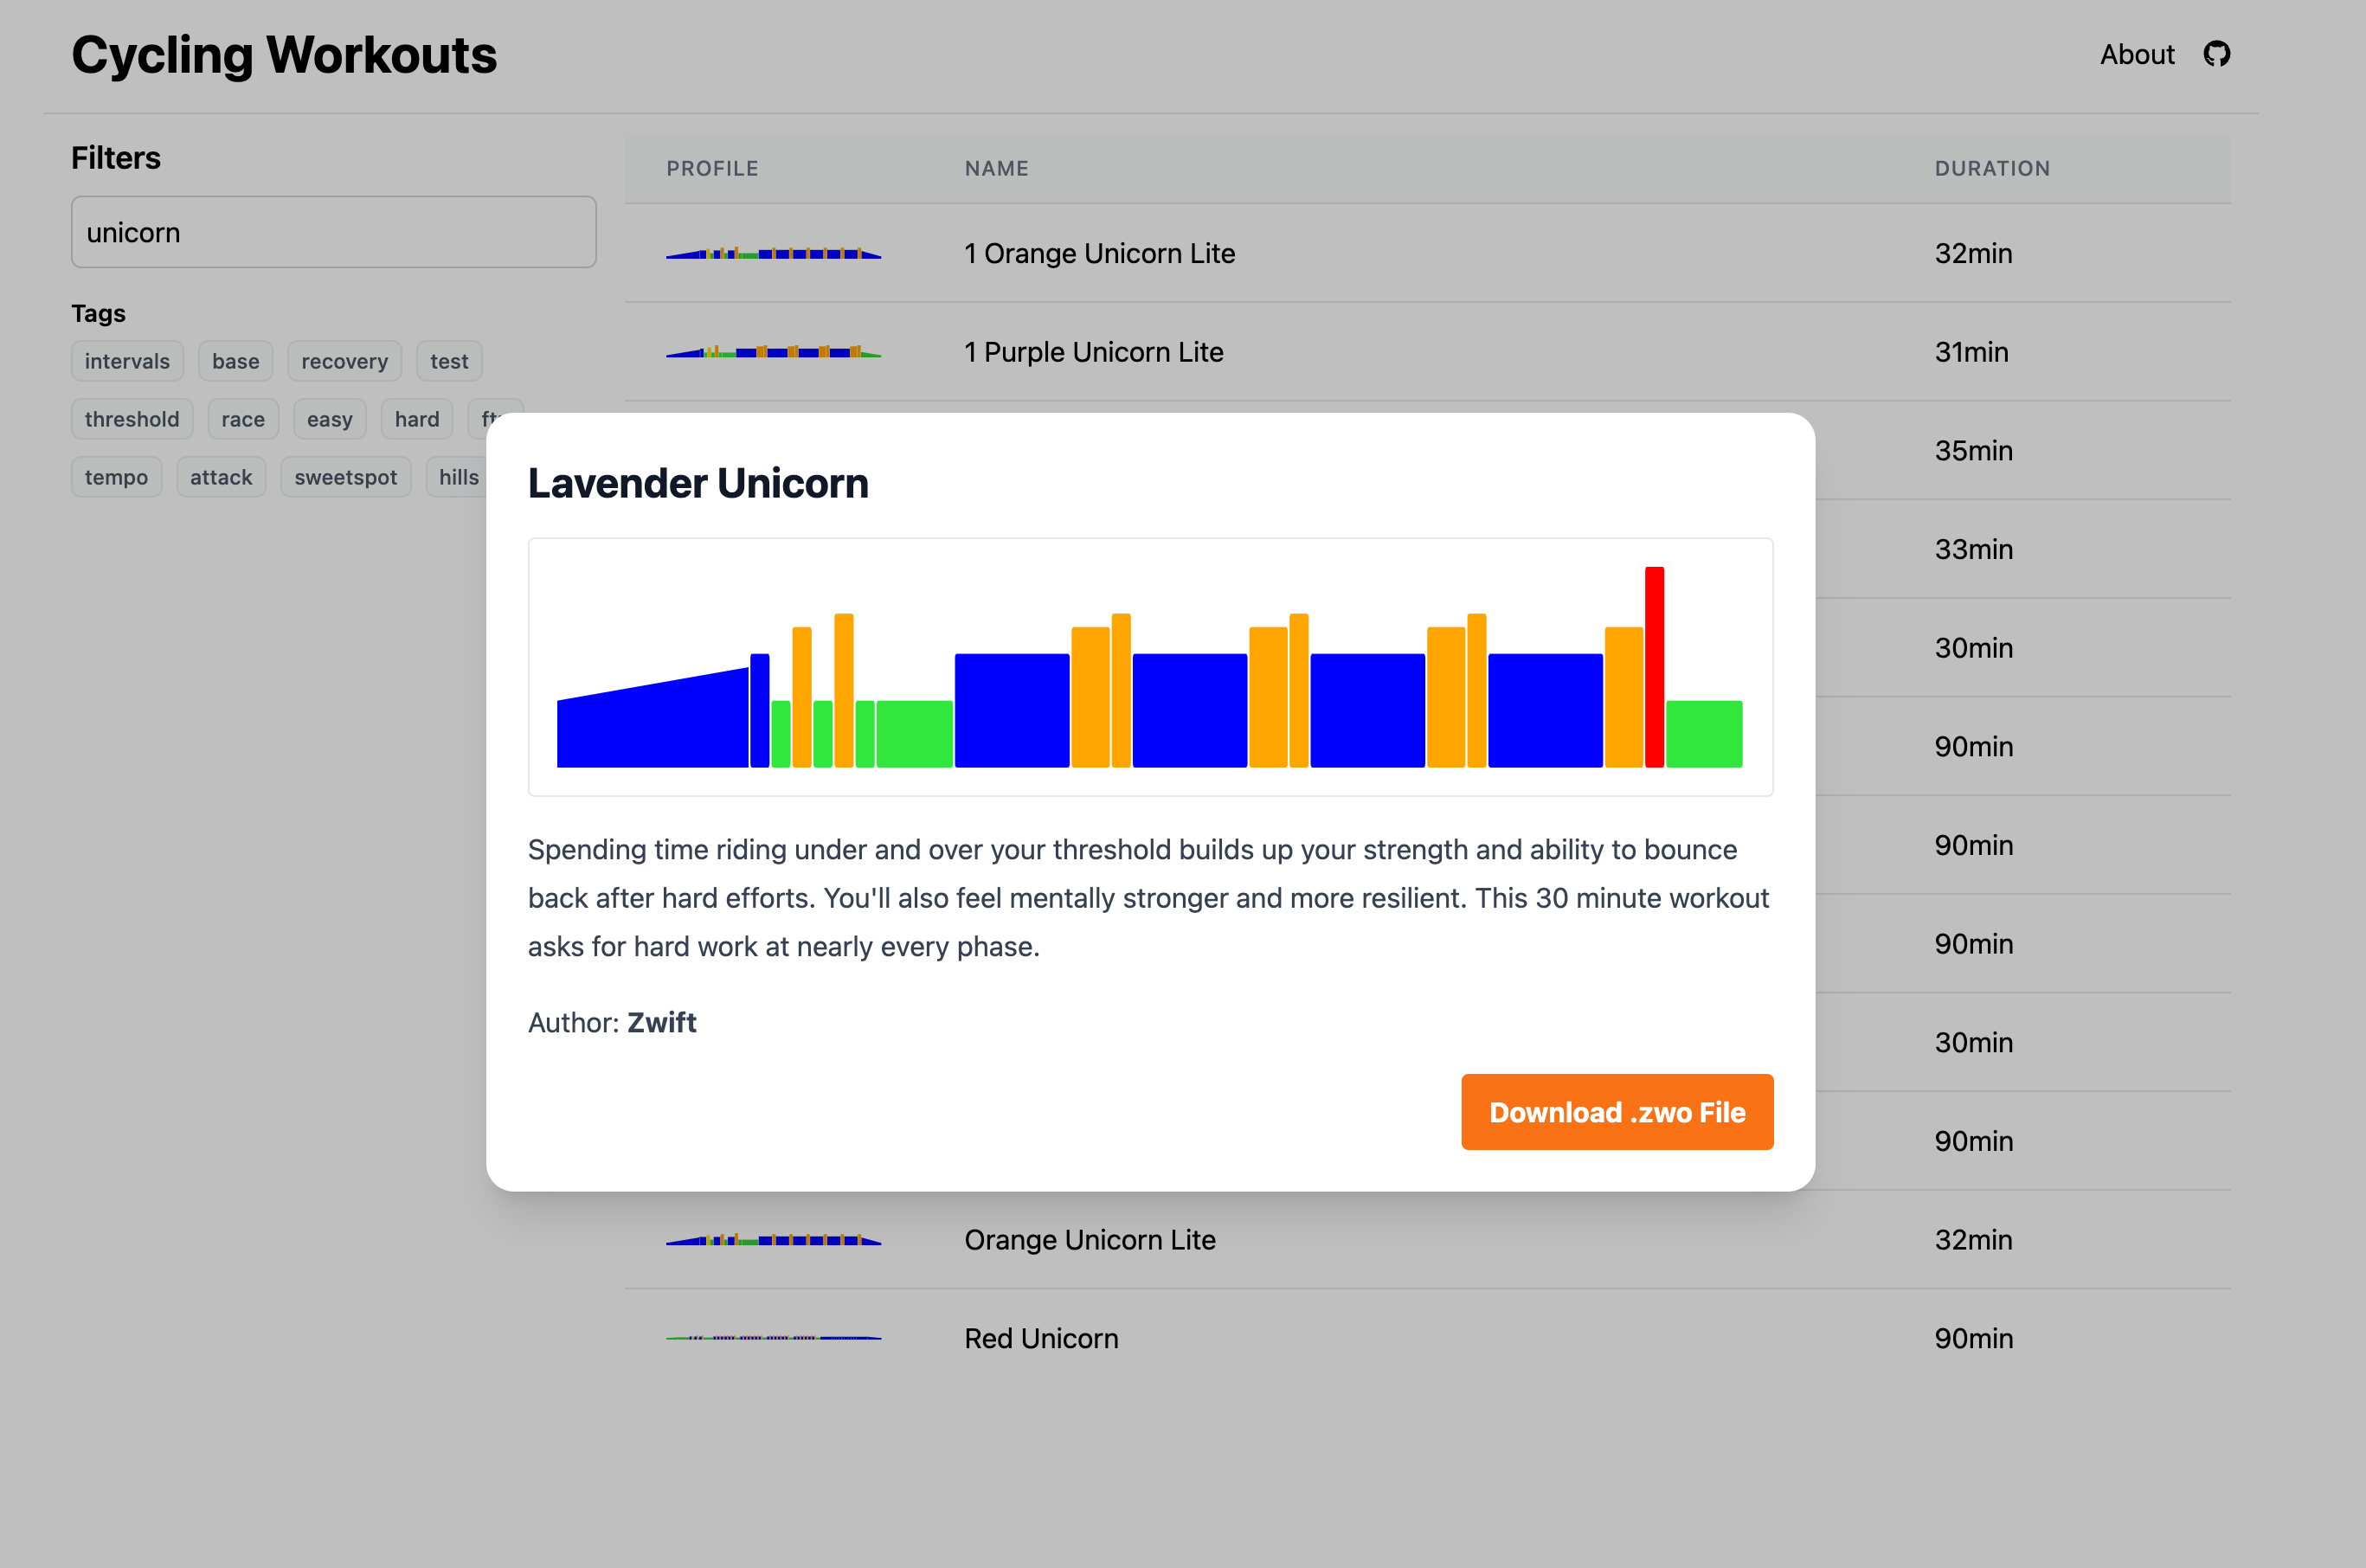 Cycling Workouts
About
Filters
unicorn
Tags
intervals base recovery test
threshold race easy hard
tempo attack sweetspot hills
PROFILE NAME DURATION
1 Orange Unicorn Lite 32min
1 Purple Unicorn Lite 31min
35min
33min
30min
90min
90min
90min
30min
90min
Orange Unicorn Lite 32min
Red Unicorn 90min
Lavender Unicorn
Spending time riding under and over your threshold builds up your strength and ability to bounce
back after hard efforts. You'll also feel mentally stronger and more resilient. This 30 minute workout
asks for hard work at nearly every phase.
Author: Zwift
Download .zwo File